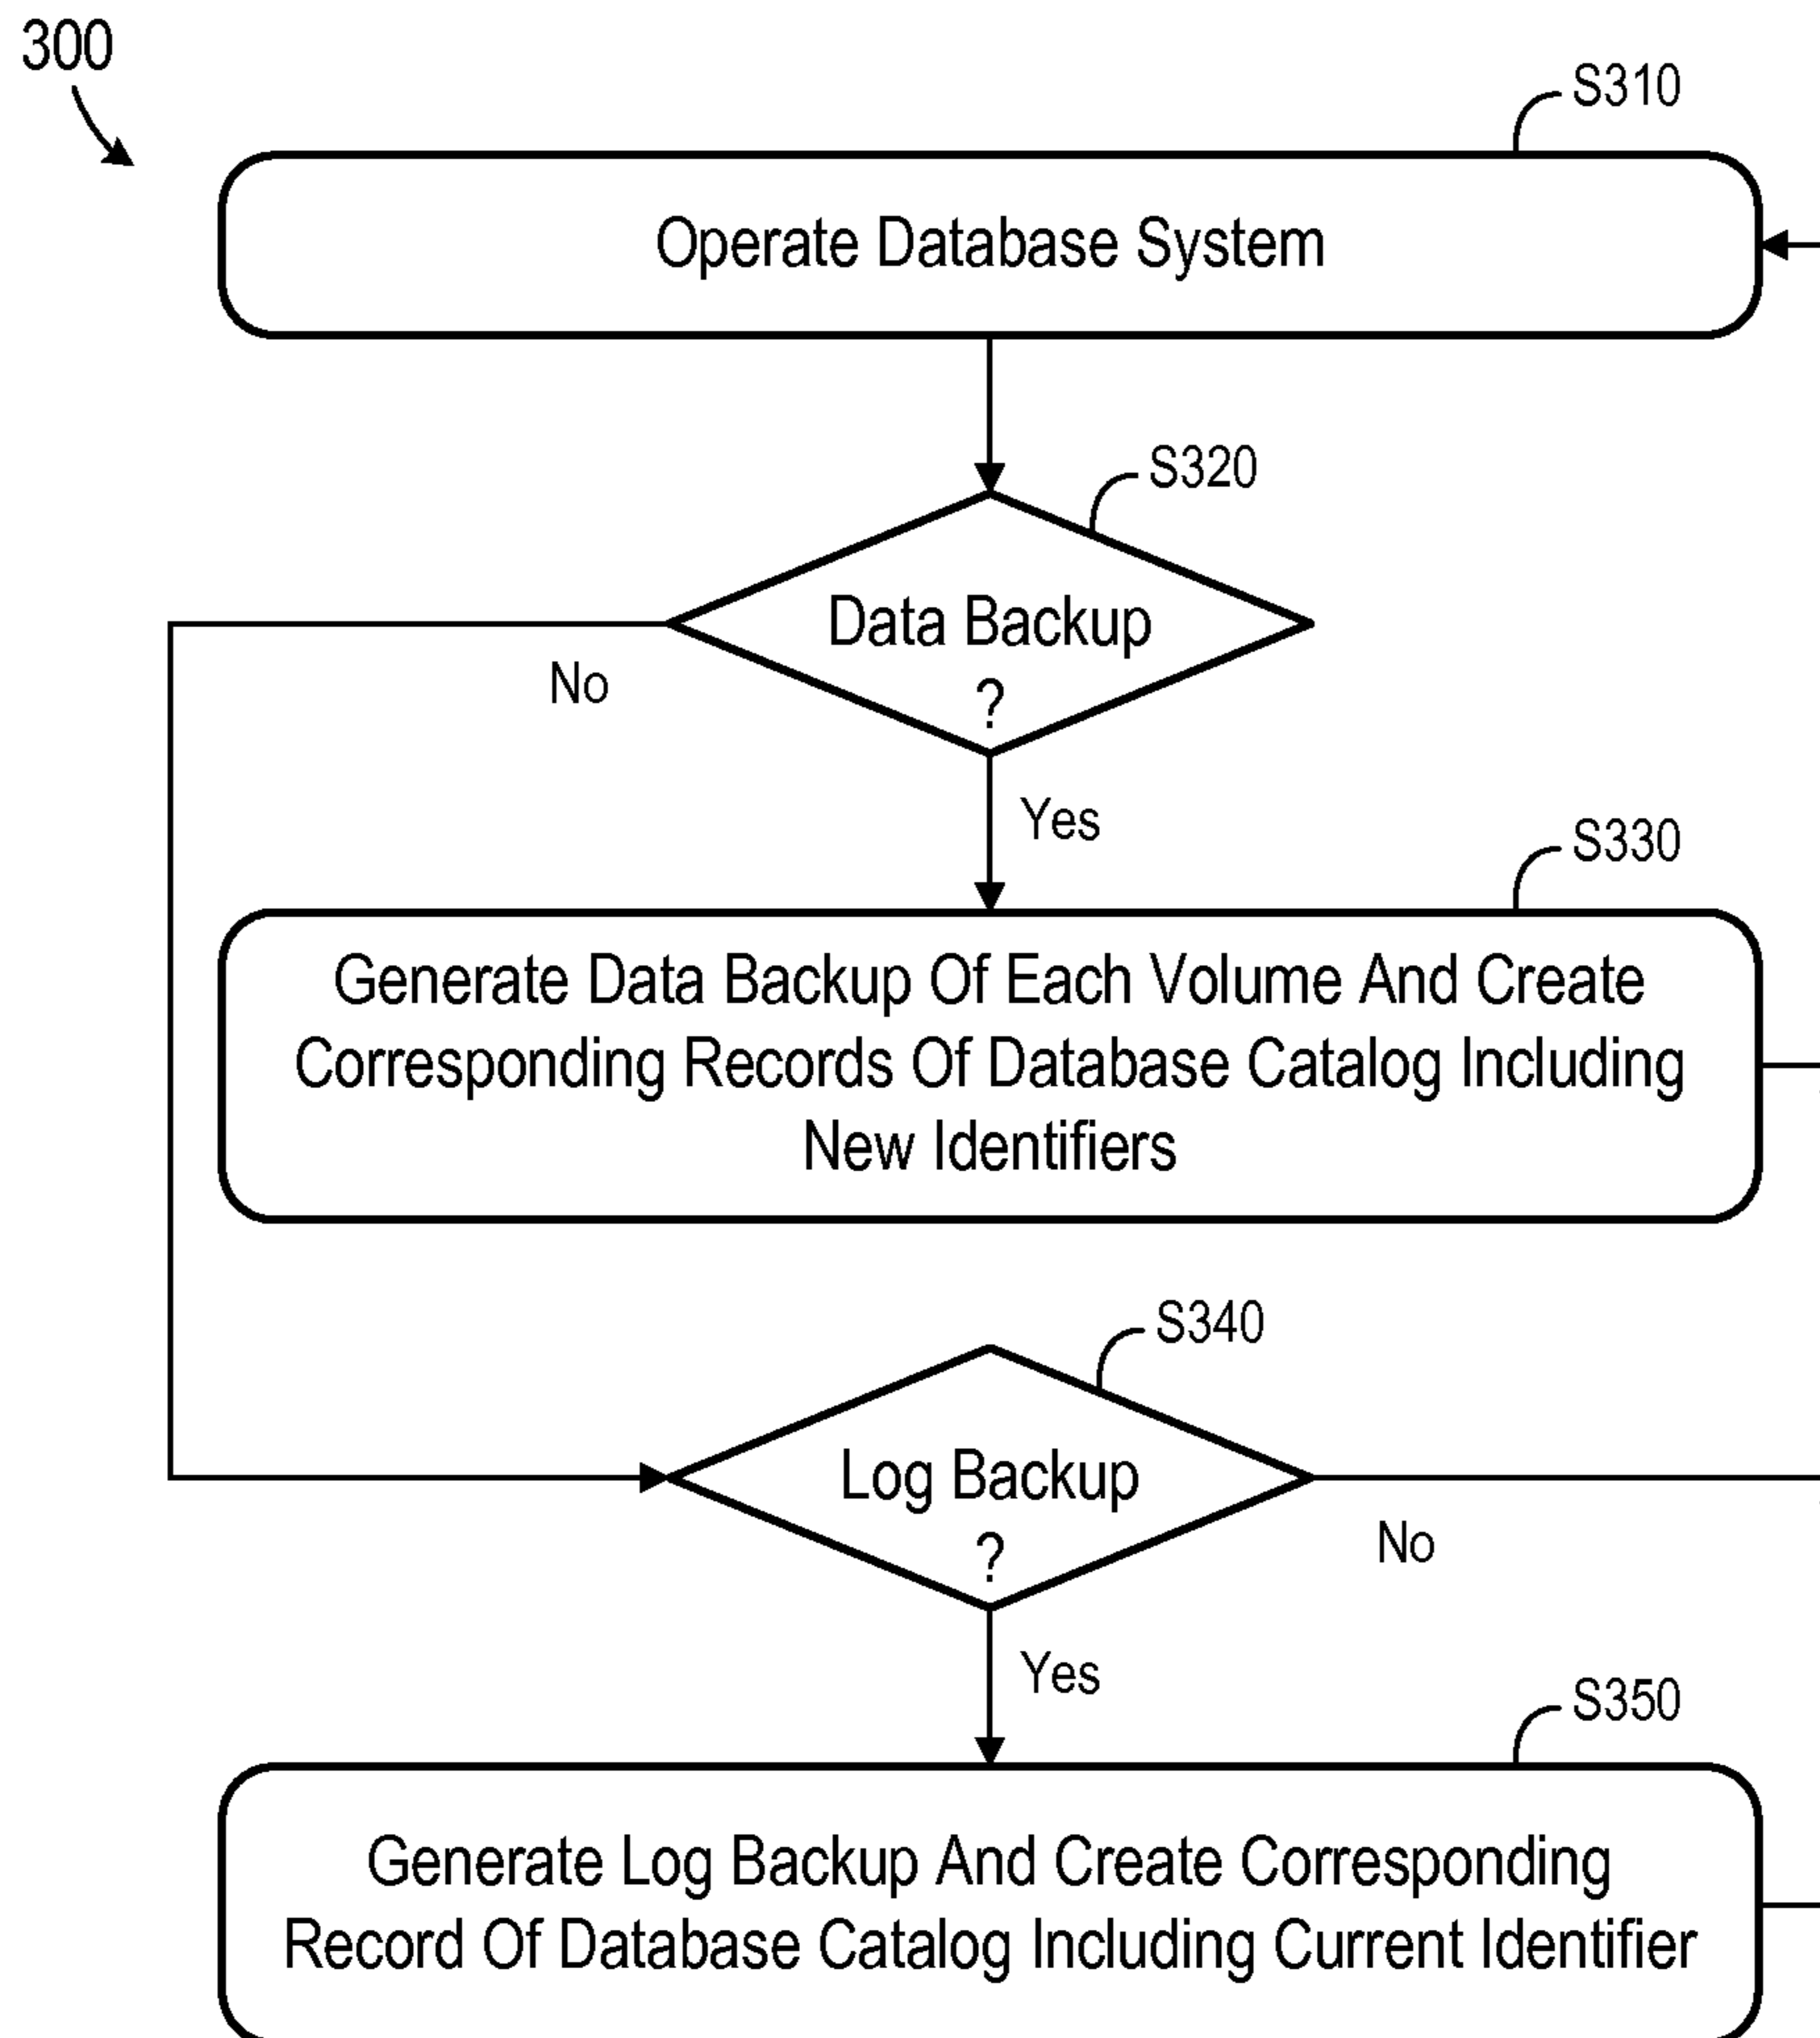 300
S310
Operate Database System
S320
Data Backup
?
No
Yes
S330
Generate Data Backup Of Each Volume And Create
Corresponding Records Of Database Catalog Including
New Identifiers
S340
Log Backup
?
No
Yes
S350
Generate Log Backup And Create Corresponding
Record Of Database Catalog Including Current Identifier